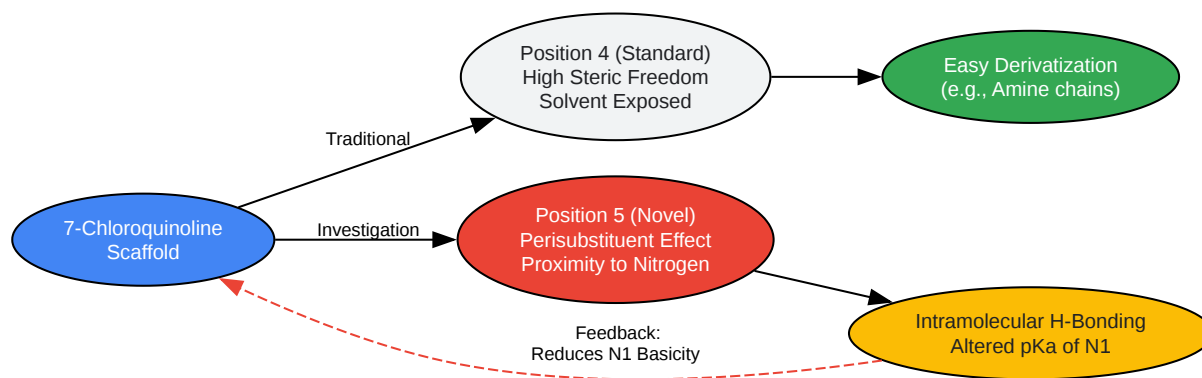 Position 4 (Standard)
High Steric Freedom
Solvent Exposed
Easy Derivatization
(e.g., Amine chains)
Traditional
7-Chloroquinoline
Scaffold
Investigation
Position 5 (Novel)
Perisubstituent Effect
Proximity to Nitrogen
Intramolecular H-Bonding
Altered pKa of N1
Feedback:
Reduces N1 Basicity